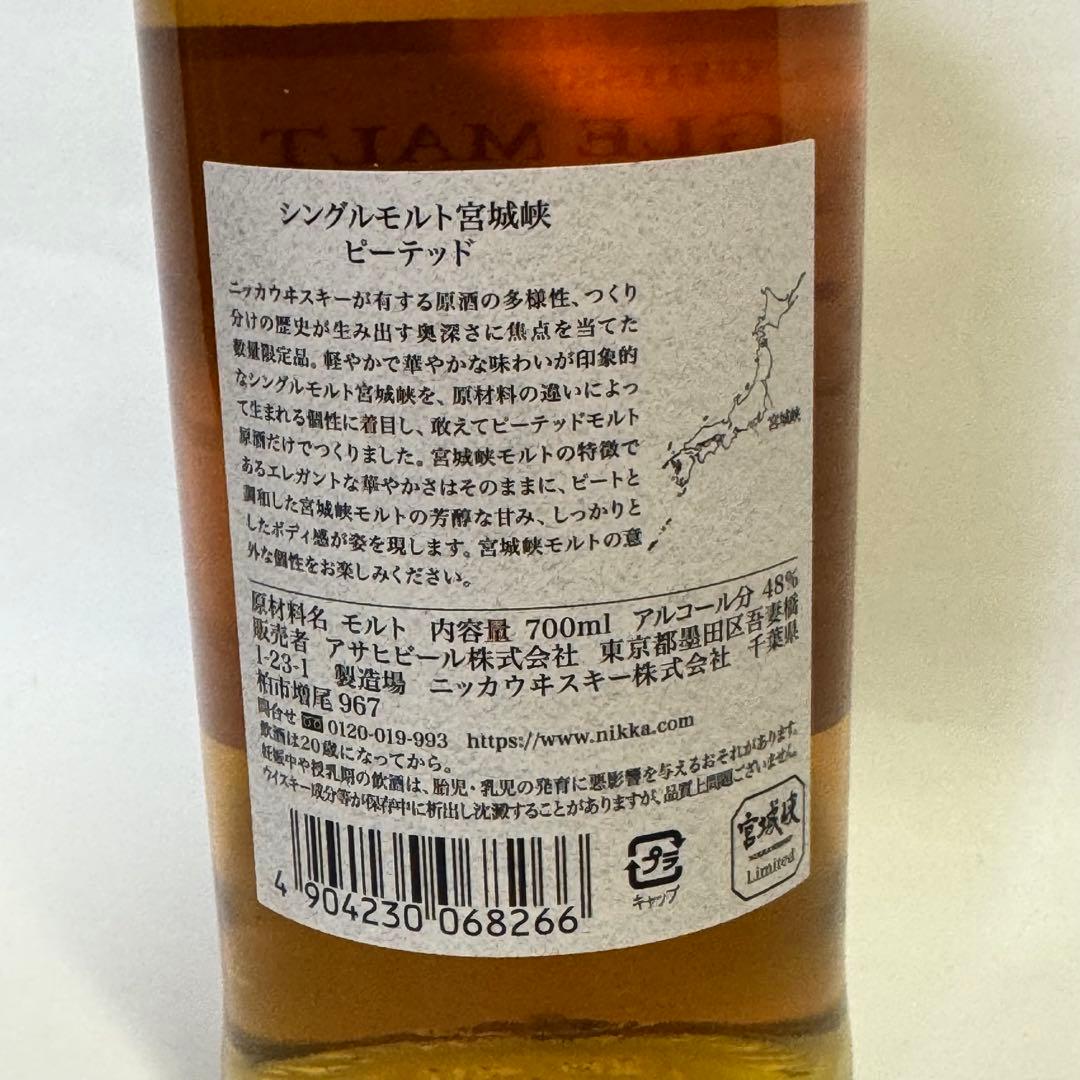 GLE MALT
シングルモルト宮城峡
ピーテッド
ニッカウヰスキーが有する原酒の多様性、つくり
分けの歴史が生み出す奥深さに焦点を当てた
数量限定品。軽やかで華やかな味わいが印象的
なシングルモルト宮城峡を、原材料の違いによっ
て生まれる個性に着目し、敢えてピーテッドモルト
原酒だけでつくりました。宮城峡モルトの特徴で
あるエレガントな華やかさはそのままに、ピートと
調和した宮城峡モルトの芳醇な甘み、しっかりと
したボディ感が姿を現します。宮城峡モルトの意
外な個性をお楽しみください。
宮城峡
原材料名 モルト 内容量 700ml アルコール分 48%
販売者 アサヒビール株式会社 東京都墨田区吾妻橋
1-23-1 製造場 ニッカウヰスキー株式会社 千葉県
柏市増尾967
問合せ 0120-019-993 https://www.nikka.com
飲酒は20歳になってから。
妊娠中や授乳期の飲酒は、胎児・乳児の発育に悪影響を与えるおそれがあります。
ウイスキー成分等が保存中に析出し沈澱することがありますが、品質上問題ございません。
4 904230 068266
プラ
キャップ
宮城峡
Limited